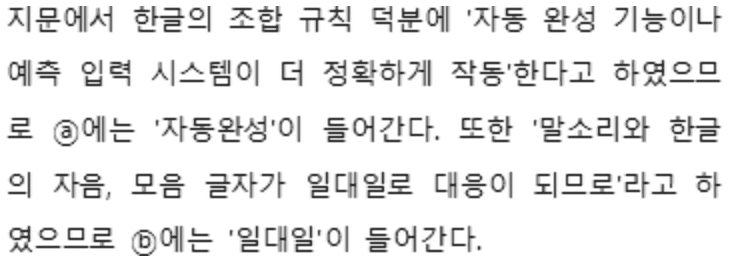 지문에서 한글의 조합 규칙 덕분에 '자동 완성 기능이나
예측 입력 시스템이 더 정확하게 작동'한다고 하였으므
로 ⓐ에는 '자동완성'이 들어간다. 또한 '말소리와 한글
의 자음, 모음 글자가 일대일로 대응이 되므로'라고 하
였으므로 ⓑ에는 '일대일'이 들어간다.